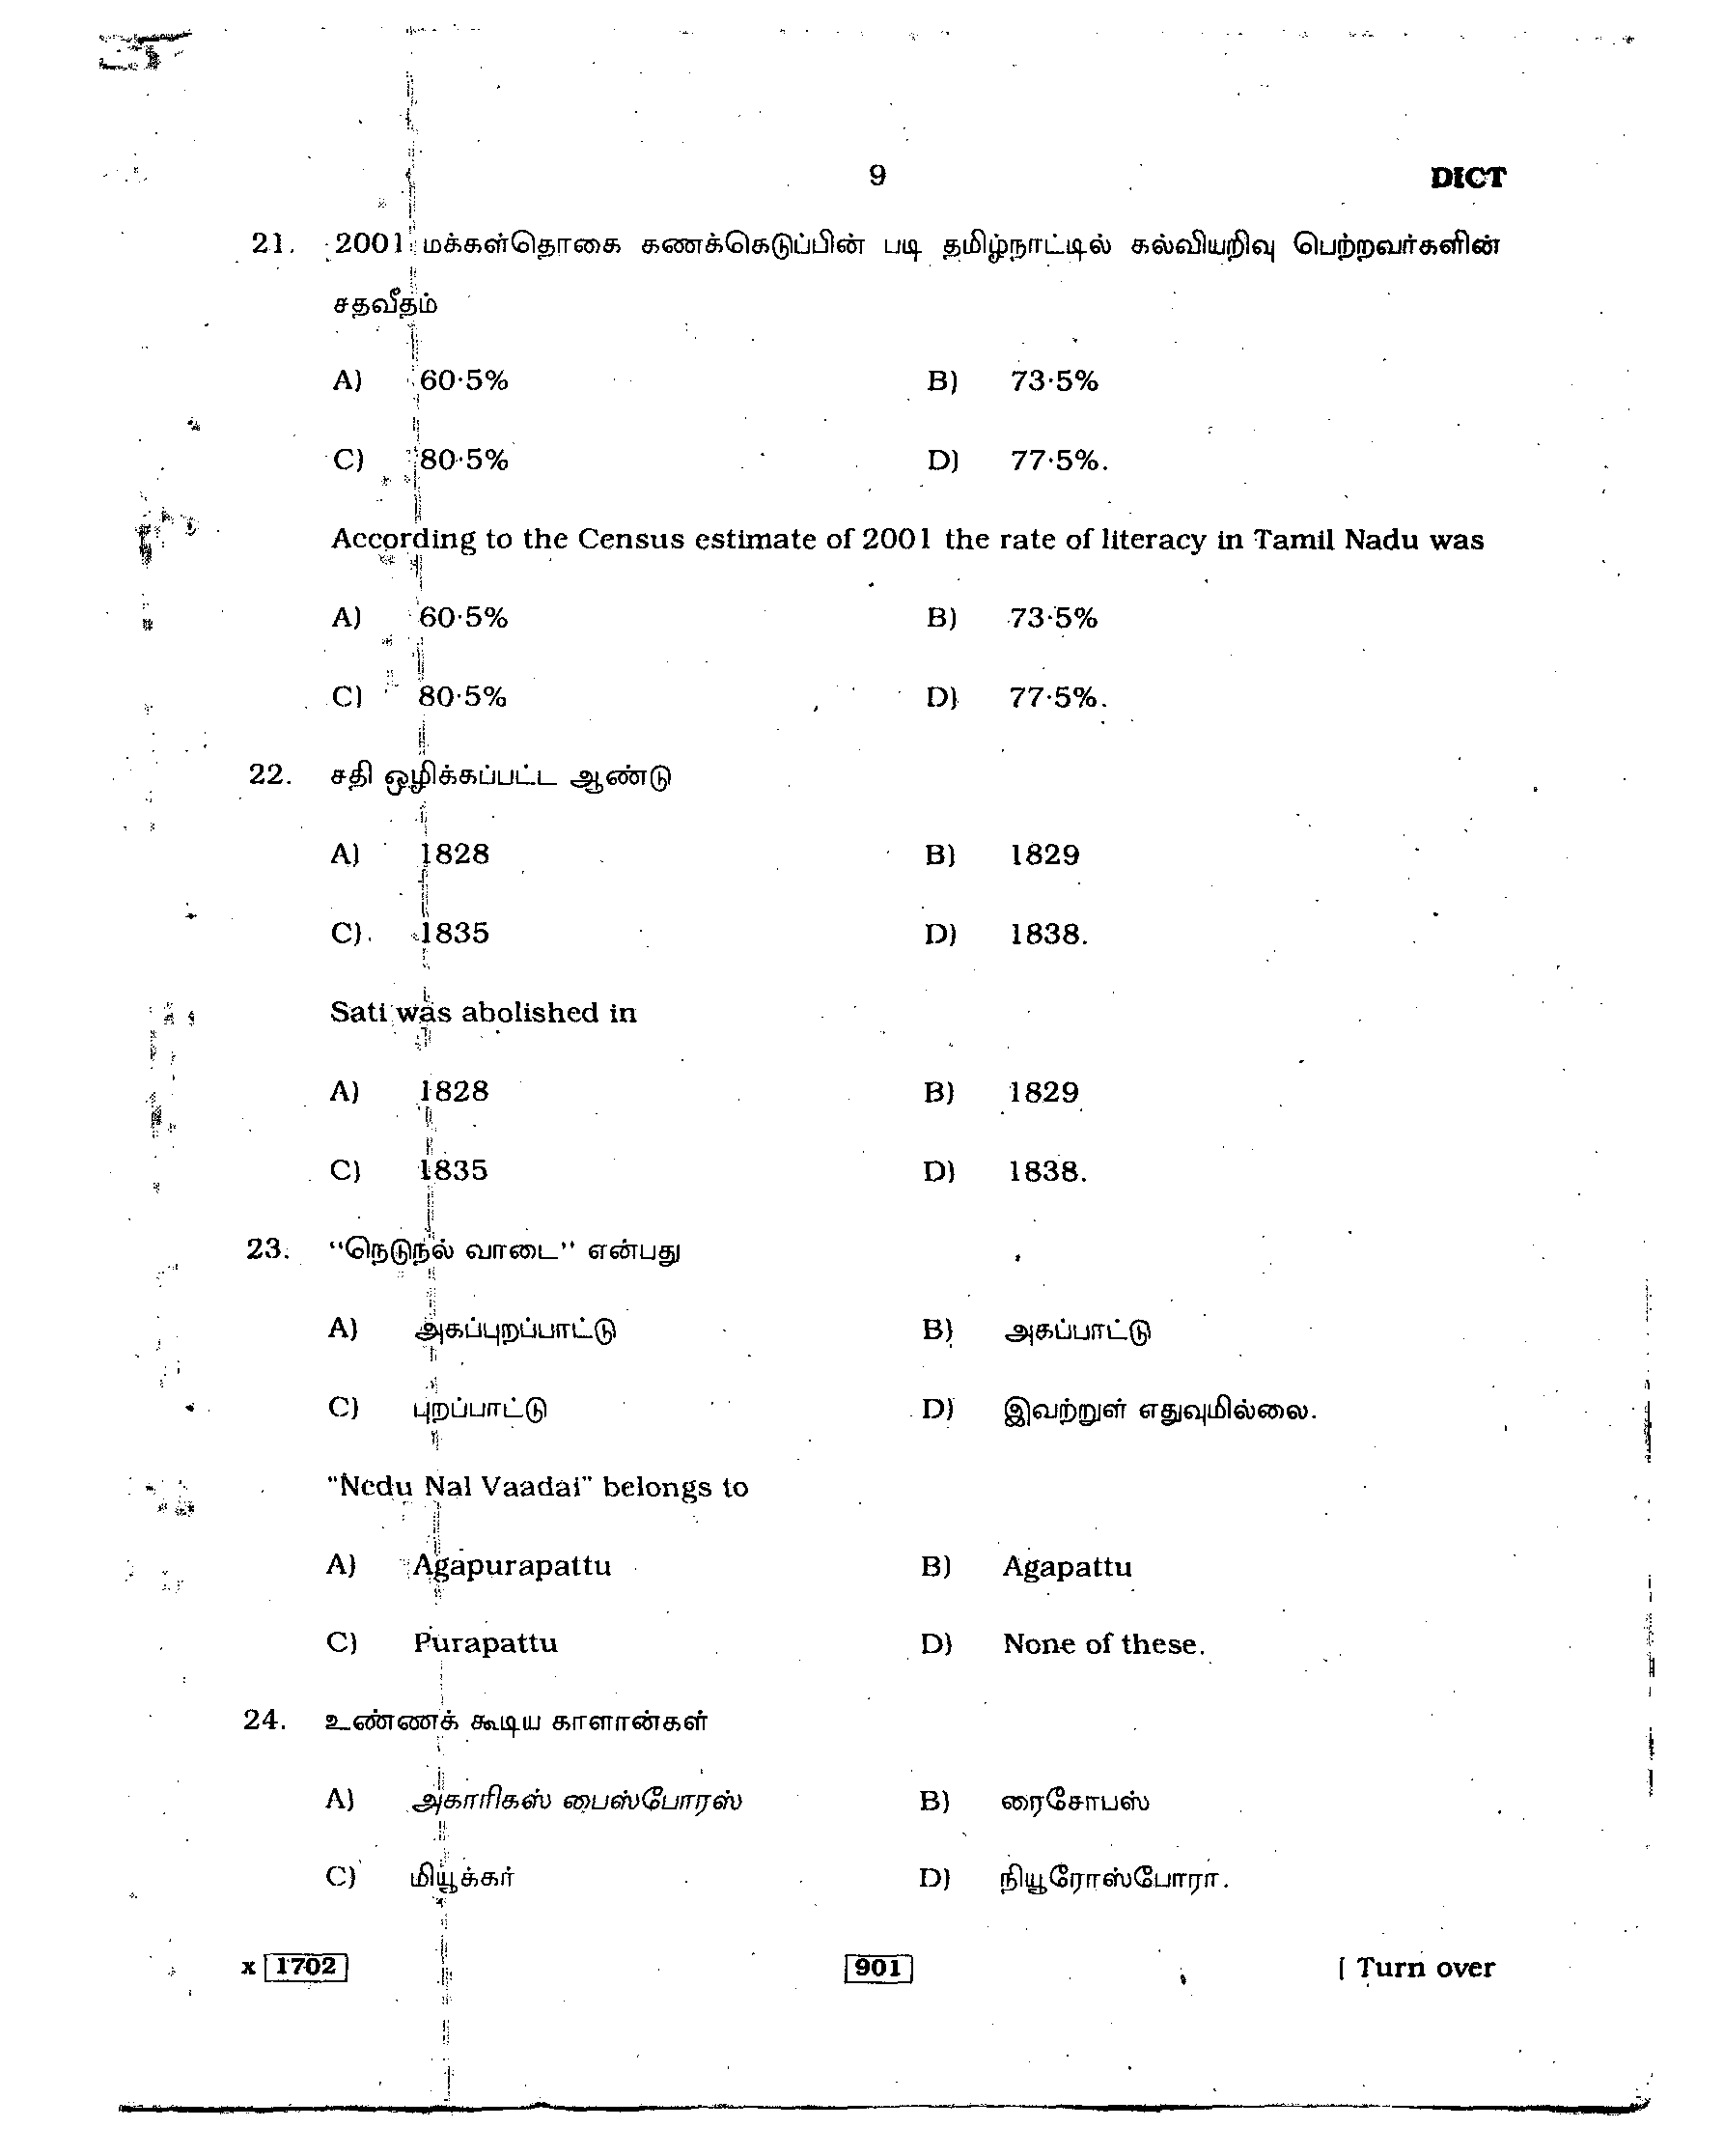 9 DICT
21. 2001 மக்கள்தொகை கணக்கெடுப்பின் படி தமிழ்நாட்டில் கல்வியறிவு பெற்றவர்களின்
சதவீதம்
A) 60·5% B) 73·5%
C) 80·5% D) 77·5%.
According to the Census estimate of 2001 the rate of literacy in Tamil Nadu was
A) 60·5% B) 73·5%
C) 80·5% D) 77·5%.
22. சதி ஒழிக்கப்பட்ட ஆண்டு
A) 1828 B) 1829
C) 1835 D) 1838.
Sati was abolished in
A) 1828 B) 1829
C) 1835 D) 1838.
23. "நெடுநல் வாடை" என்பது
A) அகப்புறப்பாட்டு B) அகப்பாட்டு
C) புறப்பாட்டு D) இவற்றுள் எதுவுமில்லை.
"Nedu Nal Vaadai" belongs to
A) Agapurapattu B) Agapattu
C) Purapattu D) None of these.
24. உண்ணக் கூடிய காளான்கள்
A) அகாரிகஸ் பைஸ்போரஸ் B) ரைசோபஸ்
C) மியூக்கர் D) நியூரோஸ்போரா.
x 1702 901 [ Turn over